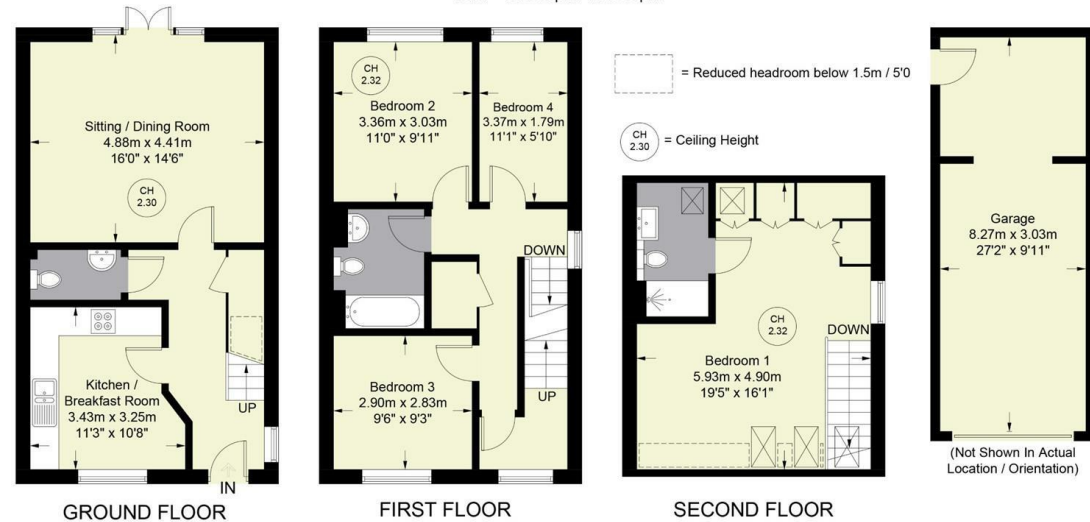 Sitting / Dining Room
4.88m x 4.41m
16'0" x 14'6"
CH
2.30
Kitchen /
Breakfast Room
3.43m x 3.25m
11'3" x 10'8"
UP
IN
GROUND FLOOR
CH
2.32
Bedroom 2
3.36m x 3.03m
11'0" x 9'11"
Bedroom 4
3.37m x 1.79m
11'1" x 5'10"
DOWN
Bedroom 3
2.90m x 2.83m
9'6" x 9'3"
UP
FIRST FLOOR
= Reduced headroom below 1.5m / 5'0
CH
2.30
= Ceiling Height
CH
2.32
DOWN
Bedroom 1
5.93m x 4.90m
19'5" x 16'1"
SECOND FLOOR
Garage
8.27m x 3.03m
27'2" x 9'11"
(Not Shown In Actual
Location / Orientation)